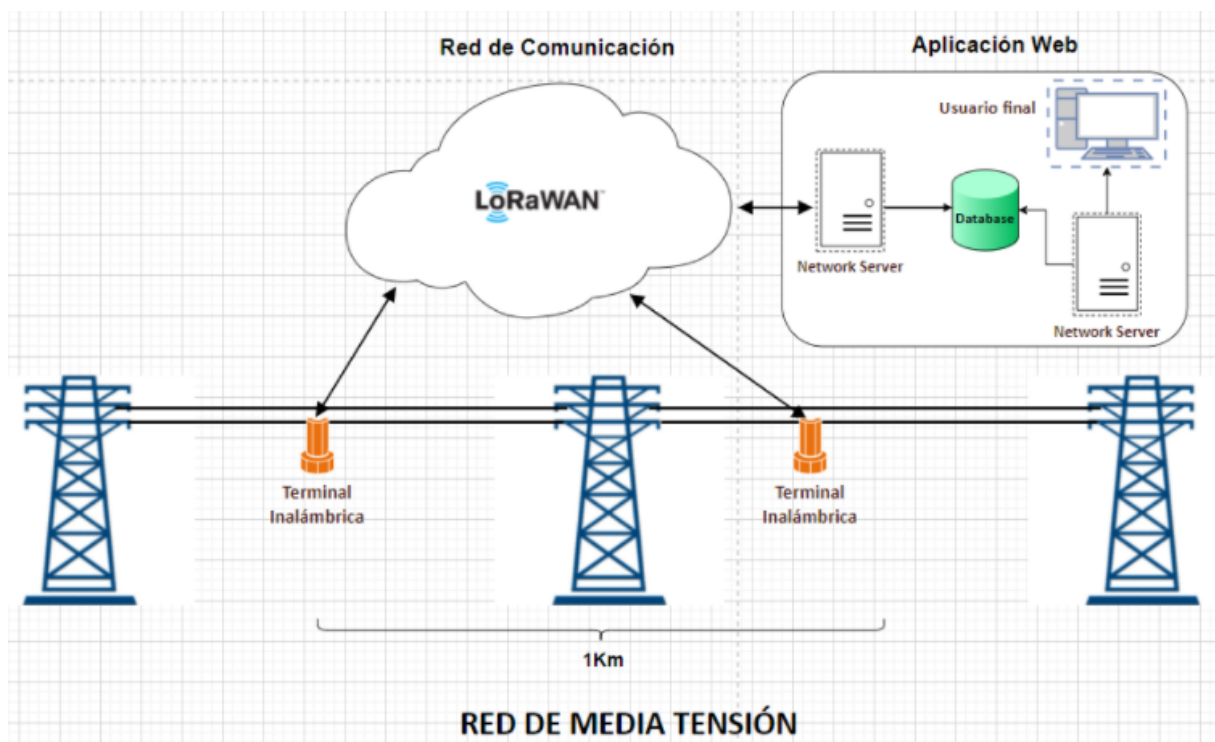 Red de Comunicación
Aplicación Web
Usuario final
LoRaWAN™
Database
Network Server
Network Server
Terminal
Inalámbrica
Terminal
Inalámbrica
1Km
RED DE MEDIA TENSIÓN